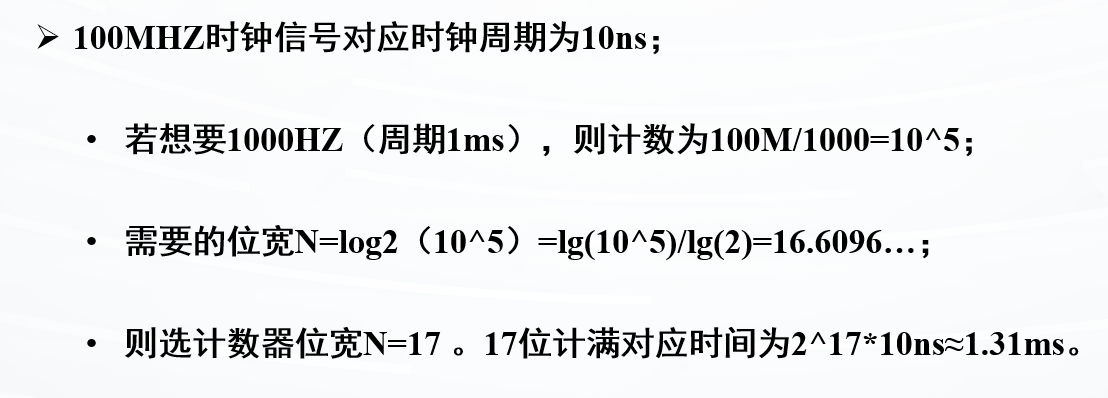 ➢ 100MHZ时钟信号对应时钟周期为10ns；
• 若想要1000HZ（周期1ms），则计数为100M/1000=10^5；
• 需要的位宽N=log2（10^5）=lg(10^5)/lg(2)=16.6096…；
• 则选计数器位宽N=17 。17位计满对应时间为2^17*10ns≈1.31ms。